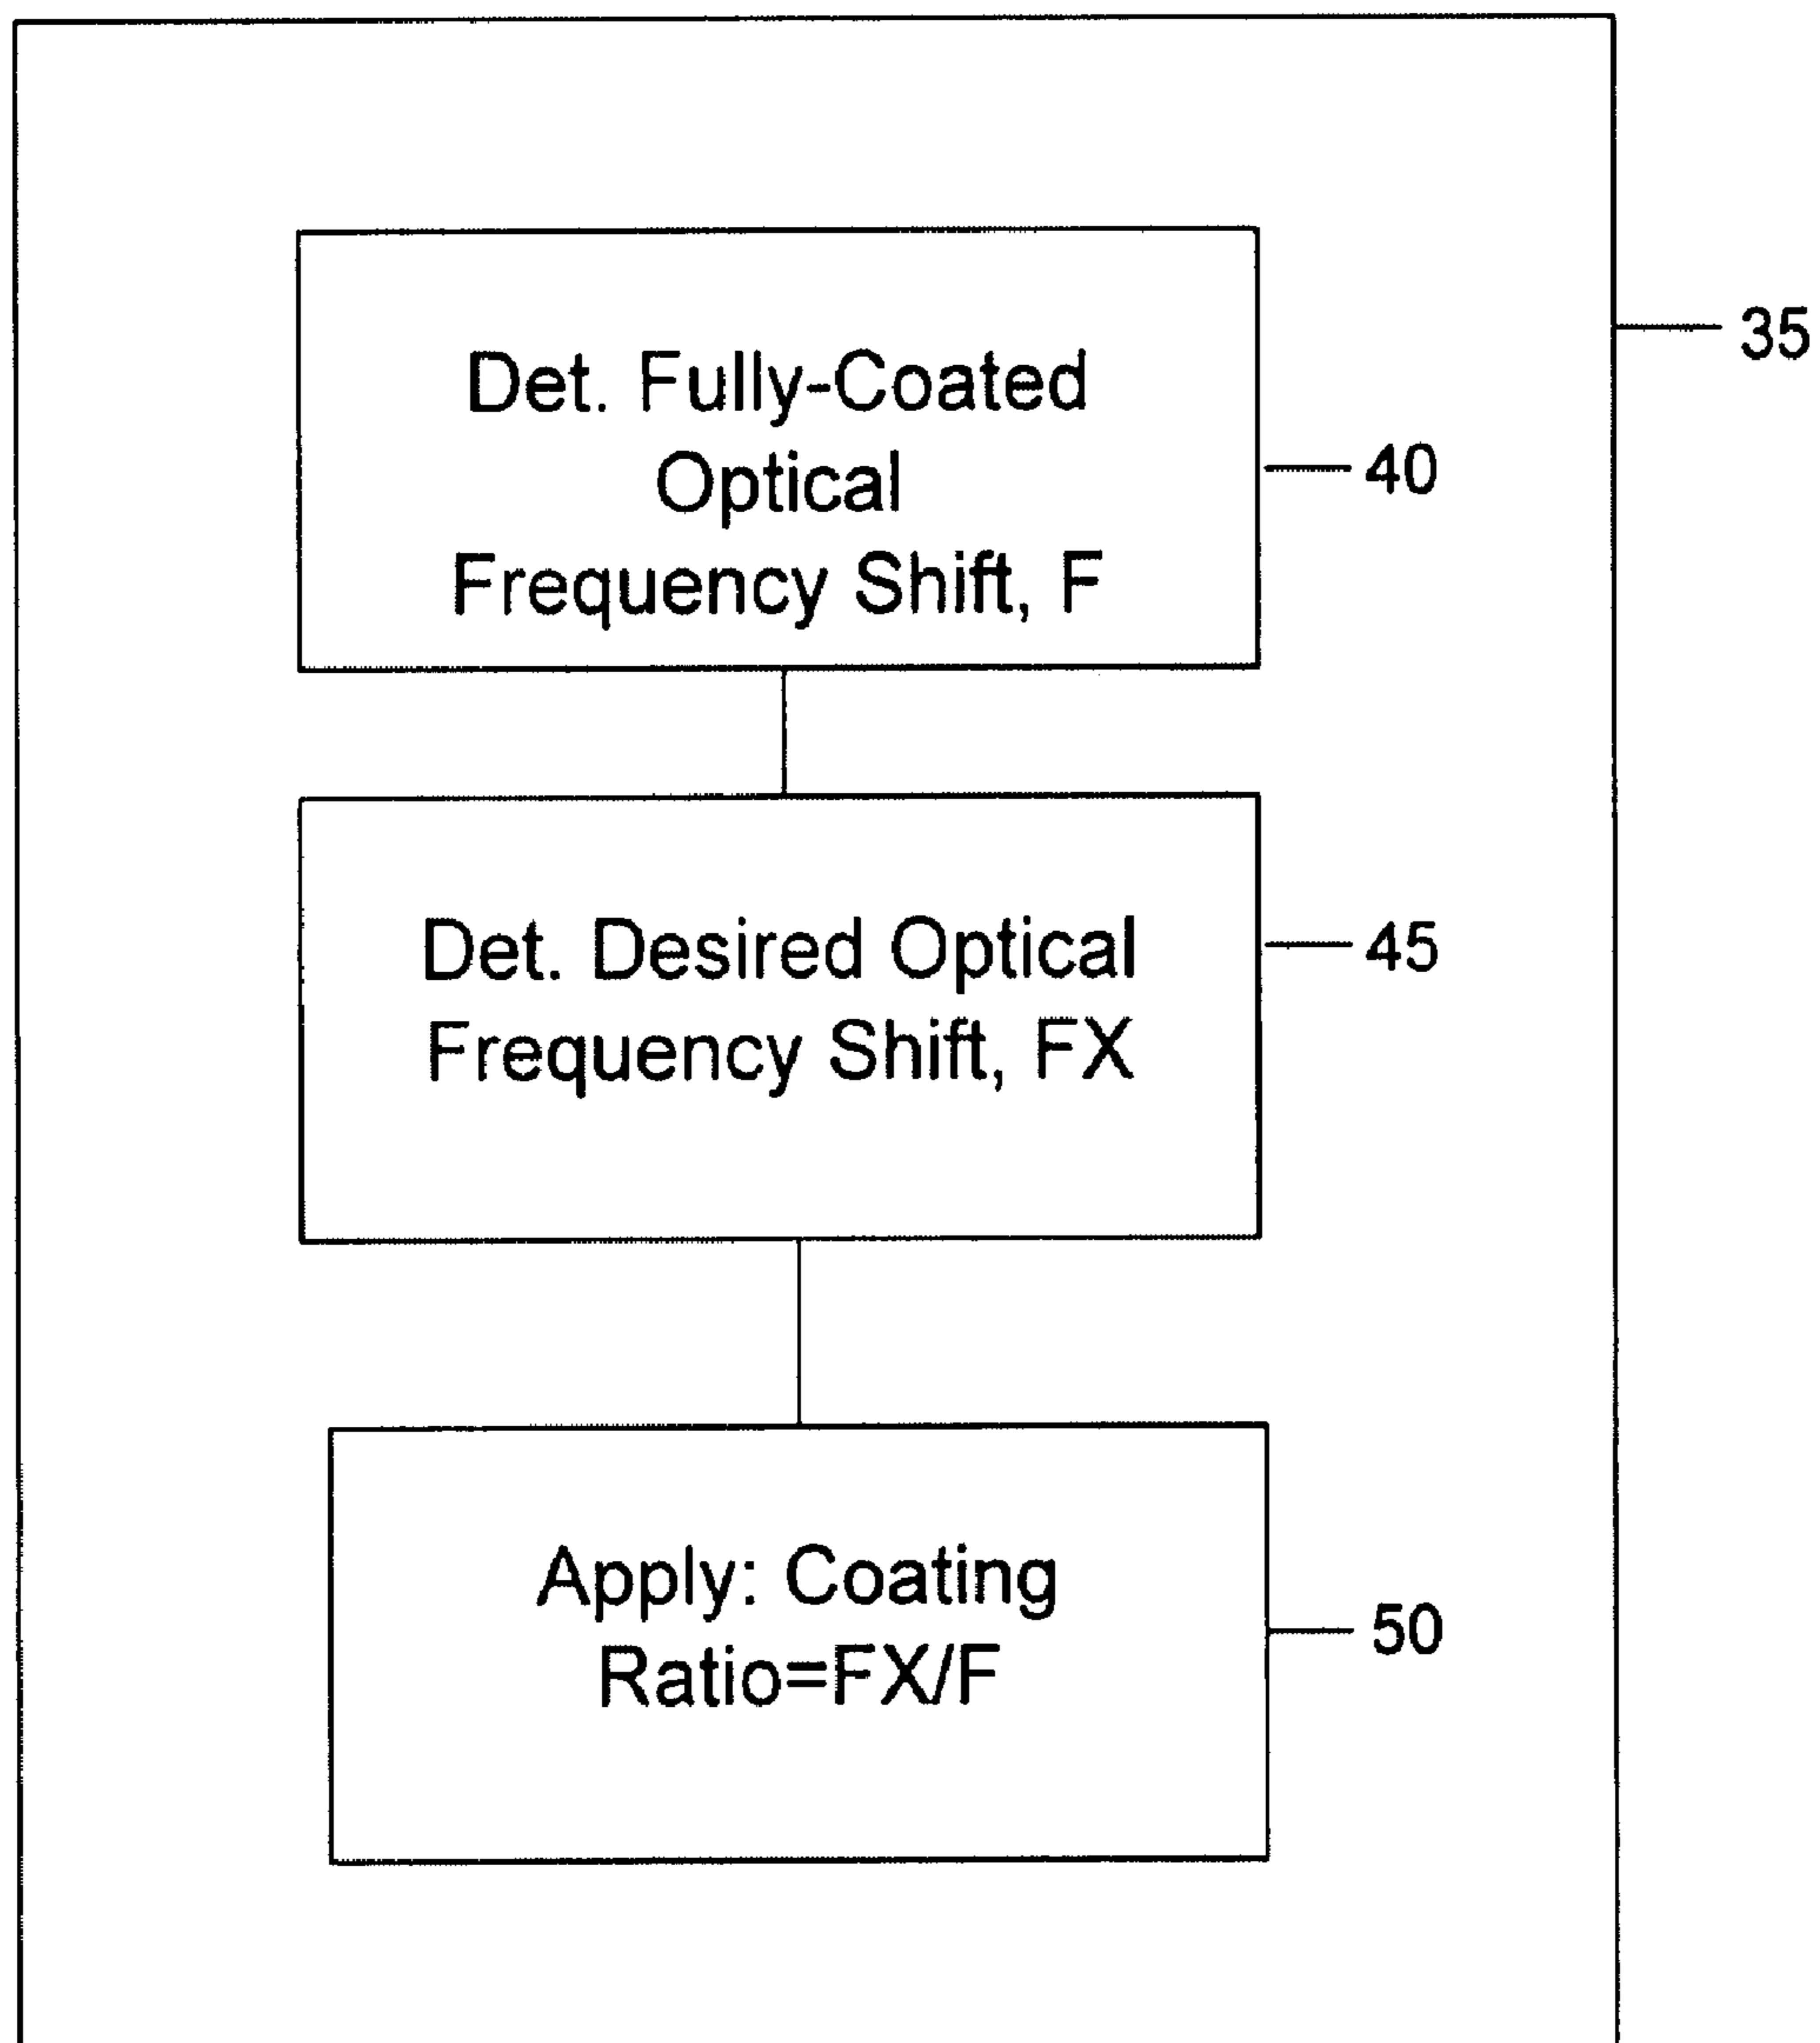 35
Det. Fully-Coated
Optical
Frequency Shift, F
40
Det. Desired Optical
Frequency Shift, FX
45
Apply: Coating
Ratio=FX/F
50